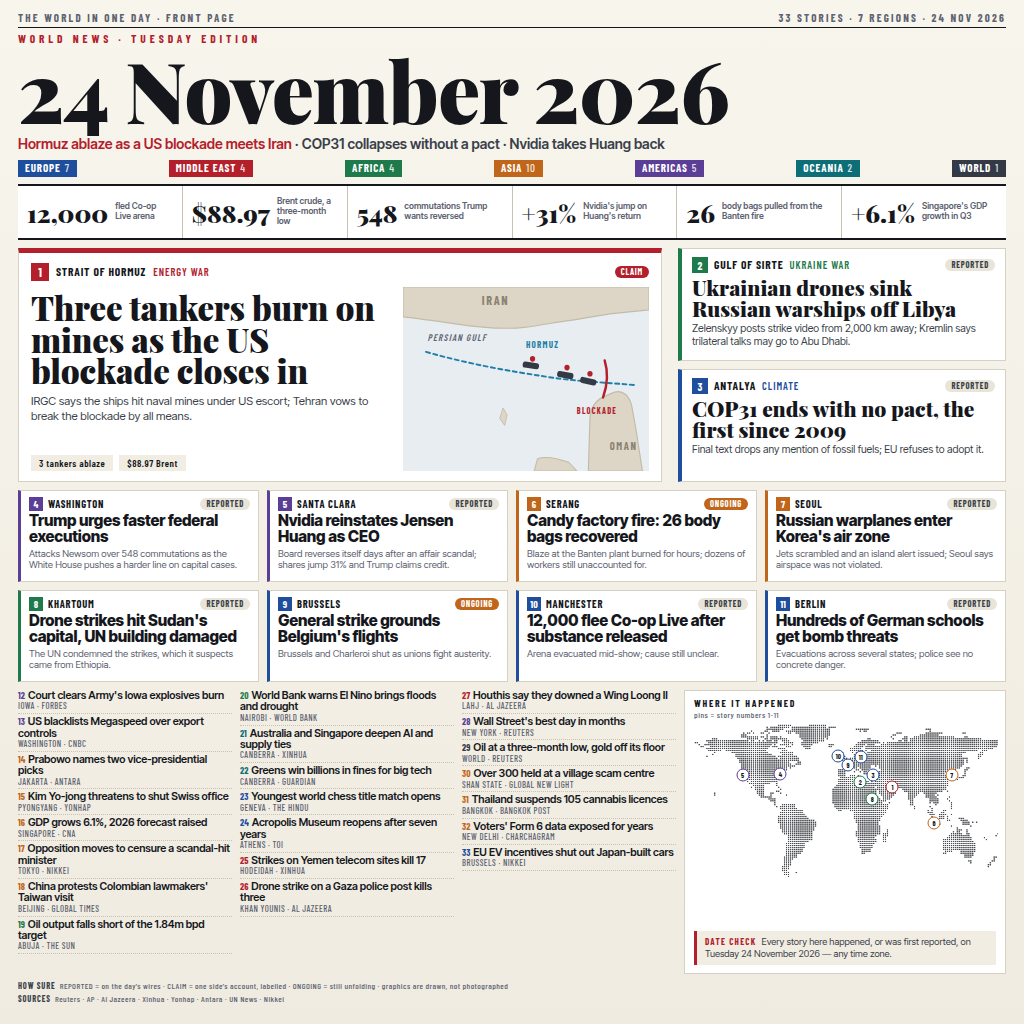 THE WORLD IN ONE DAY · FRONT PAGE
33 STORIES · 7 REGIONS · 24 NOV 2026
WORLD NEWS · TUESDAY EDITION
24 November 2026
Hormuz ablaze as a US blockade meets Iran · COP31 collapses without a pact · Nvidia takes Huang back
EUROPE 7
MIDDLE EAST 4
AFRICA 4
ASIA 10
AMERICAS 5
OCEANIA 2
WORLD 1
12,000 fled Co-op
Live arena
$88.97 Brent crude, a
three-month
low
548 commutations Trump
wants reversed
+31% Nvidia's jump on
Huang's return
26 body bags pulled from the
Banten fire
+6.1% Singapore's GDP
growth in Q3
1 STRAIT OF HORMUZ ENERGY WAR
CLAIM
Three tankers burn on
mines as the US
blockade closes in
IRGC says the ships hit naval mines under US escort; Tehran vows to
break the blockade by all means.
3 tankers ablaze
$88.97 Brent
IRAN
PERSIAN GULF
HORMUZ
BLOCKADE
OMAN
2 GULF OF SIRTE UKRAINE WAR
REPORTED
Ukrainian drones sink
Russian warships off Libya
Zelenskyy posts strike video from 2,000 km away; Kremlin says
trilateral talks may go to Abu Dhabi.
3 ANTALYA CLIMATE
REPORTED
COP31 ends with no pact, the
first since 2009
Final text drops any mention of fossil fuels; EU refuses to adopt it.
4 WASHINGTON
REPORTED
Trump urges faster federal
executions
Attacks Newsom over 548 commutations as the
White House pushes a harder line on capital cases.
5 SANTA CLARA
REPORTED
Nvidia reinstates Jensen
Huang as CEO
Board reverses itself days after an affair scandal;
shares jump 31% and Trump claims credit.
6 SERANG
ONGOING
Candy factory fire: 26 body
bags recovered
Blaze at the Banten plant burned for hours; dozens of
workers still unaccounted for.
7 SEOUL
REPORTED
Russian warplanes enter
Korea's air zone
Jets scrambled and an island alert issued; Seoul says
airspace was not violated.
8 KHARTOUM
REPORTED
Drone strikes hit Sudan's
capital, UN building damaged
The UN condemned the strikes, which it suspects
came from Ethiopia.
9 BRUSSELS
ONGOING
General strike grounds
Belgium's flights
Brussels and Charleroi shut as unions fight austerity.
10 MANCHESTER
REPORTED
12,000 flee Co-op Live after
substance released
Arena evacuated mid-show; cause still unclear.
11 BERLIN
REPORTED
Hundreds of German schools
get bomb threats
Evacuations across several states; police see no
concrete danger.
12 Court clears Army's Iowa explosives burn
IOWA · FORBES
13 US blacklists Megaspeed over export
controls
WASHINGTON · CNBC
14 Prabowo names two vice-presidential
picks
JAKARTA · ANTARA
15 Kim Yo-jong threatens to shut Swiss office
PYONGYANG · YONHAP
16 GDP grows 6.1%, 2026 forecast raised
SINGAPORE · CNA
17 Opposition moves to censure a scandal-hit
minister
TOKYO · NIKKEI
18 China protests Colombian lawmakers'
Taiwan visit
BEIJING · GLOBAL TIMES
19 Oil output falls short of the 1.84m bpd
target
ABUJA · THE SUN
20 World Bank warns El Nino brings floods
and drought
NAIROBI · WORLD BANK
21 Australia and Singapore deepen AI and
supply ties
CANBERRA · XINHUA
22 Greens win billions in fines for big tech
CANBERRA · GUARDIAN
23 Youngest world chess title match opens
GENEVA · THE HINDU
24 Acropolis Museum reopens after seven
years
ATHENS · TOI
25 Strikes on Yemen telecom sites kill 17
HODEIDAH · XINHUA
26 Drone strike on a Gaza police post kills
three
KHAN YOUNIS · AL JAZEERA
27 Houthis say they downed a Wing Loong II
LAHJ · AL JAZEERA
28 Wall Street's best day in months
NEW YORK · REUTERS
29 Oil at a three-month low, gold off its floor
WORLD · REUTERS
30 Over 300 held at a village scam centre
SHAN STATE · GLOBAL NEW LIGHT
31 Thailand suspends 105 cannabis licences
BANGKOK · BANGKOK POST
32 Voters' Form 6 data exposed for years
NEW DELHI · CHARCHAGRAM
33 EU EV incentives shut out Japan-built cars
BRUSSELS · NIKKEI
WHERE IT HAPPENED
pins = story numbers 1-11
10
9
11
5
4
3
2
1
7
8
6
DATE CHECK Every story here happened, or was first reported, on
Tuesday 24 November 2026 — any time zone.
HOW SURE REPORTED = on the day's wires · CLAIM = one side's account, labelled · ONGOING = still unfolding · graphics are drawn, not photographed
SOURCES Reuters · AP · Al Jazeera · Xinhua · Yonhap · Antara · UN News · Nikkei